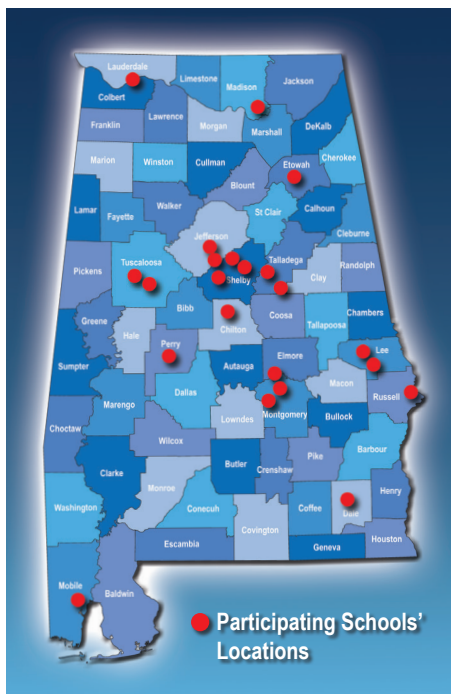 Lauderdale
Limestone
Madison
Jackson
Colbert
Lawrence
Franklin
Morgan
Marshall
DeKalb
Marion
Winston
Cullman
Etowah
Cherokee
Blount
Lamar
Fayette
Walker
St Clair
Calhoun
Jefferson
Cleburne
Tuscaloosa
Talladega
Pickens
Shelby
Clay
Randolph
Bibb
Greene
Hale
Chilton
Coosa
Tallapoosa
Chambers
Perry
Sumpter
Autauga
Elmore
Lee
Dallas
Macon
Marengo
Russell
Lowndes
Montgomery
Bullock
Choctaw
Wilcox
Barbour
Clarke
Butler
Crenshaw
Pike
Monroe
Henry
Washington
Conecuh
Coffee
Dale
Covington
Houston
Escambia
Geneva
Mobile
Baldwin
Participating Schools'
Locations